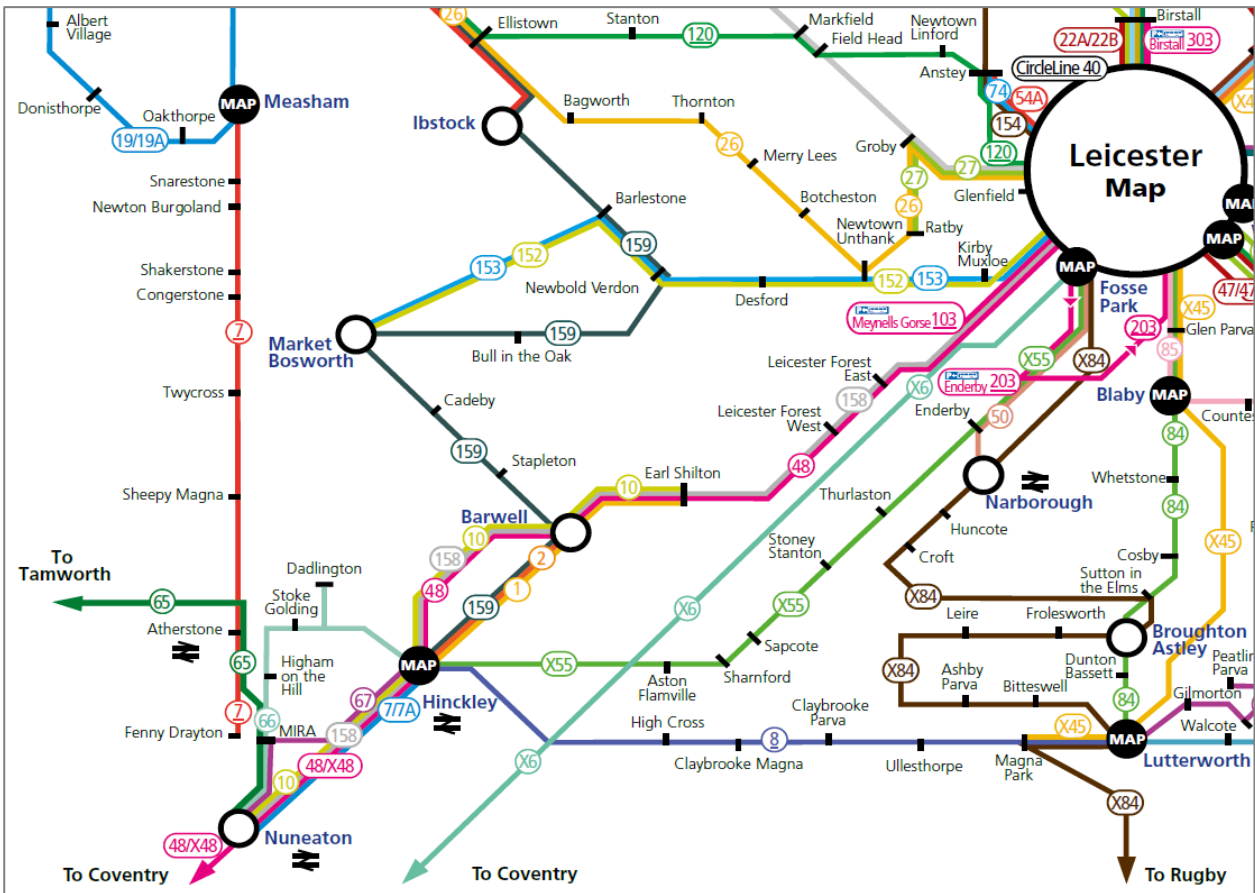 Albert
Village
Donisthorpe
Oakthorpe
19/19A
MAP
Measham
Snarestone
Newton Burgoland
Shakerstone
Congerstone
7
Twycross
Sheepy Magna
To
Tamworth
65
Atherstone
65
7
Fenny Drayton
26
Ellistown
Stanton
120
Markfield
Field Head
Newtown
Linford
Anstey
Ibstock
Bagworth
Thornton
26
Merry Lees
Botcheston
Groby
27
27
26
Ratby
Newtown
Unthank
Glenfield
Kirby
Muxloe
22A/22B
Birstall
Birstall 303
CircleLine 40
74
54A
154
120
Leicester
Map
MAP
MAP
Barlestone
159
152
153
Newbold Verdon
Desford
152
153
Market
Bosworth
159
Bull in the Oak
Meynells Gorse 103
MAP
Fosse
Park
47/47
X45
Glen Parva
203
85
X55
X84
Enderby 203
X6
Leicester Forest
East
158
Leicester Forest
West
48
Enderby
50
Blaby
MAP
Countes
84
Whetstone
84
Cosby
X45
Narborough
Huncote
Croft
X84
Sutton in
the Elms
Cadeby
159
Stapleton
Earl Shilton
10
Barwell
10
158
48
2
1
159
Thurlaston
Stoney
Stanton
X55
Sapcote
Sharnford
X6
Dadlington
Stoke
Golding
Higham
on the
Hill
66
MIRA
MAP
Hinckley
67
7/7A
158
48/X48
10
Nuneaton
48/X48
To Coventry
X55
Aston
Flamville
High Cross
Claybrooke Magna
8
Claybrooke
Parva
Ullesthorpe
Magna
Park
X45
X6
To Coventry
Leire
Frolesworth
X84
Ashby
Parva
Bitteswell
Broughton
Astley
Dunton
Bassett
84
Peatlin
Parva
Gilmorton
Walcote
MAP
Lutterworth
X84
To Rugby